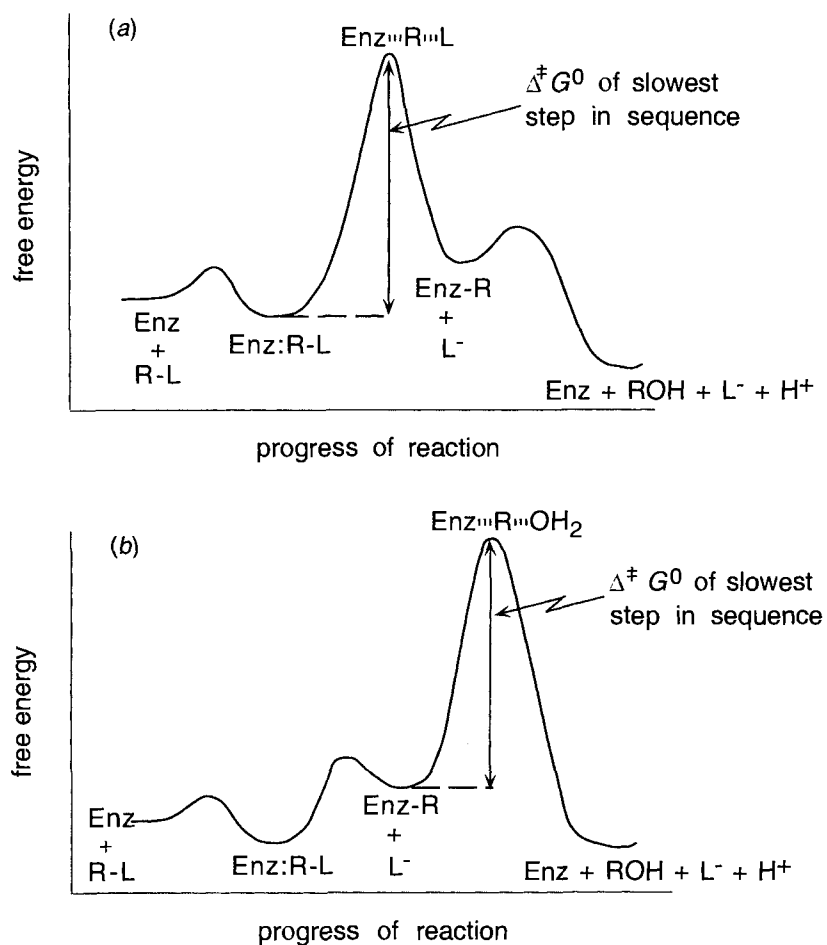 (a)
Enz···R···L
Δ‡G⁰ of slowest
step in sequence
free energy
Enz
+
R-L
Enz:R-L
Enz-R
+
L⁻
Enz + ROH + L⁻ + H⁺
progress of reaction
(b)
Enz···R···OH₂
Δ‡ G⁰ of slowest
step in sequence
free energy
Enz
+
R-L
Enz:R-L
Enz-R
+
L⁻
Enz + ROH + L⁻ + H⁺
progress of reaction